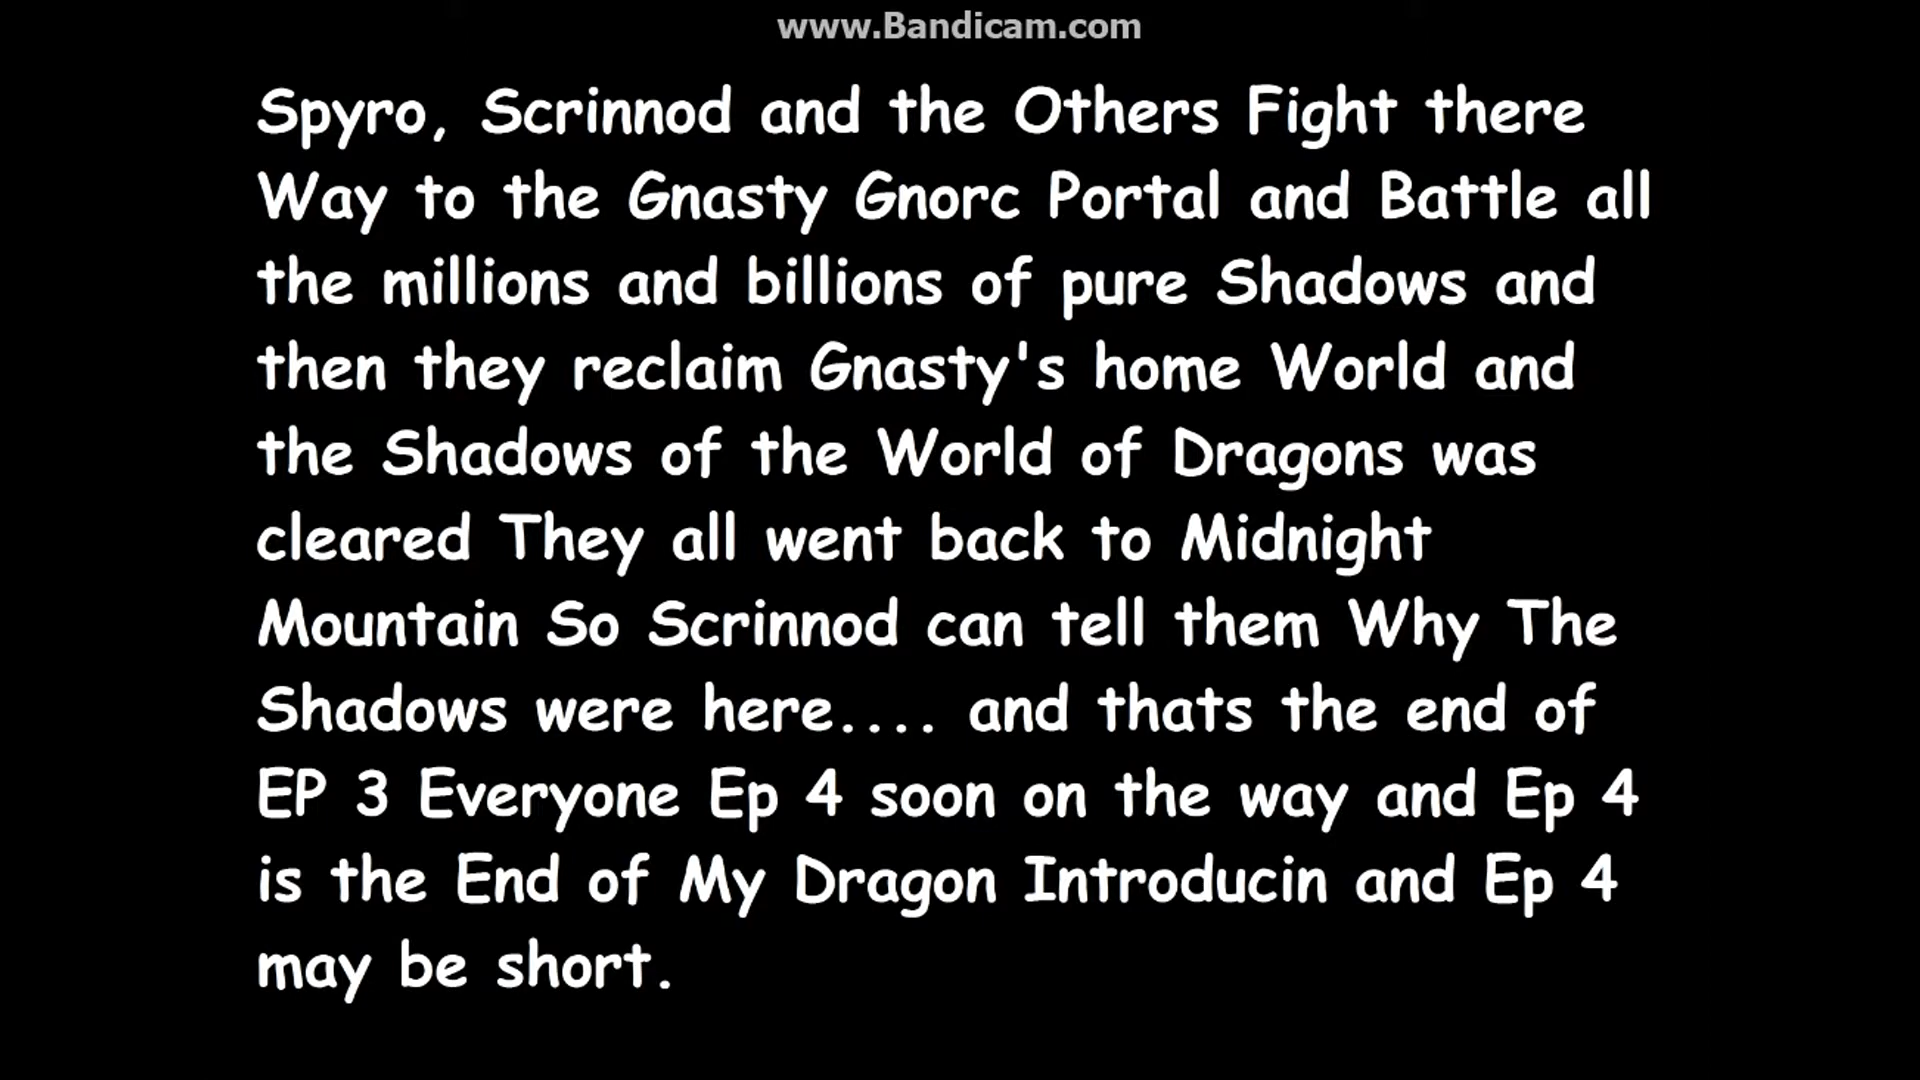 www.Bandicam.com
Spyro, Scrinnod and the Others Fight there
Way to the Gnasty Gnorc Portal and Battle all
the millions and billions of pure Shadows and
then they reclaim Gnasty's home World and
the Shadows of the World of Dragons was
cleared They all went back to Midnight
Mountain So Scrinnod can tell them Why The
Shadows were here.... and thats the end of
EP 3 Everyone Ep 4 soon on the way and Ep 4
is the End of My Dragon Introducin and Ep 4
may be short.